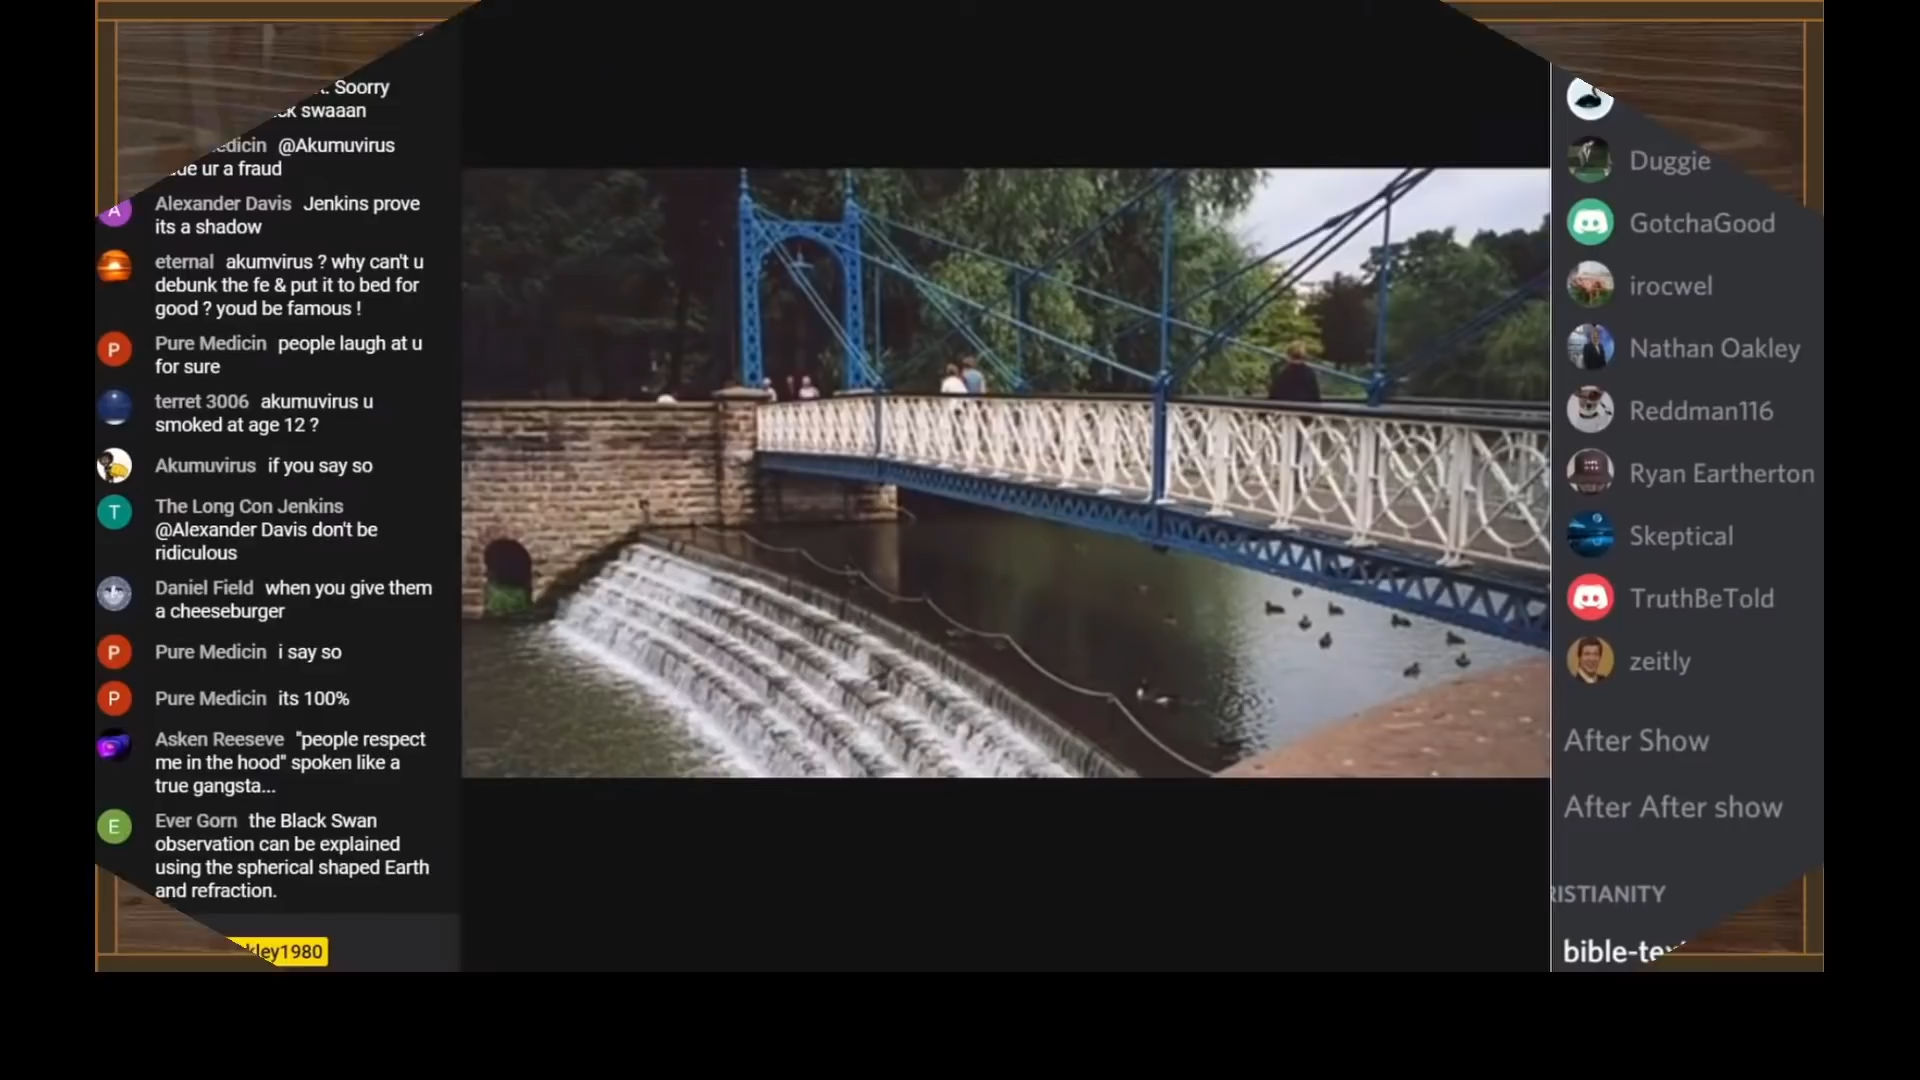 Soorry
swaaan
@Akumuvirus
ur a fraud
A
Alexander Davis Jenkins prove
its a shadow
eternal akumvirus ? why can't u
debunk the fe & put it to bed for
good ? youd be famous !
P
Pure Medicin people laugh at u
for sure
terret 3006 akumuvirus u
smoked at age 12 ?
Akumuvirus if you say so
T
The Long Con Jenkins
@Alexander Davis don't be
ridiculous
Daniel Field when you give them
a cheeseburger
P
Pure Medicin i say so
P
Pure Medicin its 100%
Asken Reeseve "people respect
me in the hood" spoken like a
true gangsta...
E
Ever Gorn the Black Swan
observation can be explained
using the spherical shaped Earth
and refraction.
kley1980
Duggie
GotchaGood
irocwel
Nathan Oakley
Reddman116
Ryan Eartherton
Skeptical
TruthBeTold
zeitly
After Show
After After show
ISTIANITY
bible-te